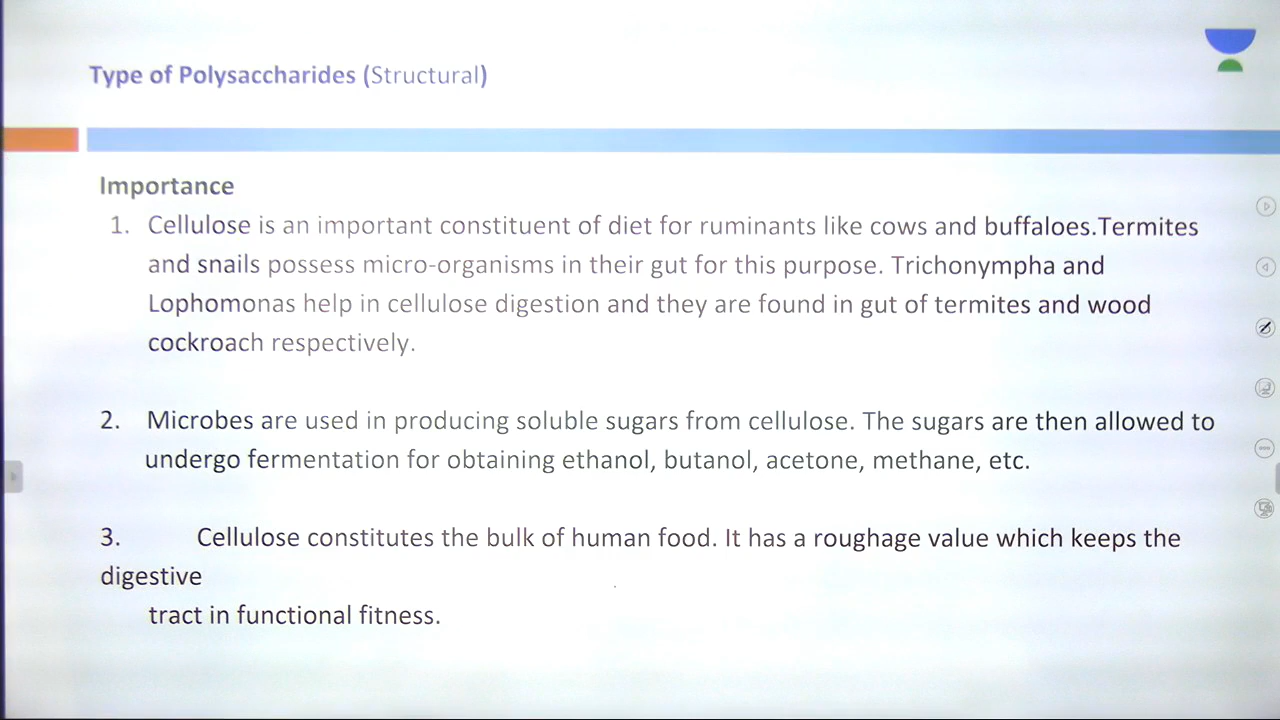 Type of Polysaccharides (Structural)
Importance
1. Cellulose is an important constituent of diet for ruminants like cows and buffaloes.Termites
and snails possess micro-organisms in their gut for this purpose. Trichonympha and
Lophomonas help in cellulose digestion and they are found in gut of termites and wood
cockroach respectively.
2. Microbes are used in producing soluble sugars from cellulose. The sugars are then allowed to
undergo fermentation for obtaining ethanol, butanol, acetone, methane, etc.
3. Cellulose constitutes the bulk of human food. It has a roughage value which keeps the
digestive
tract in functional fitness.